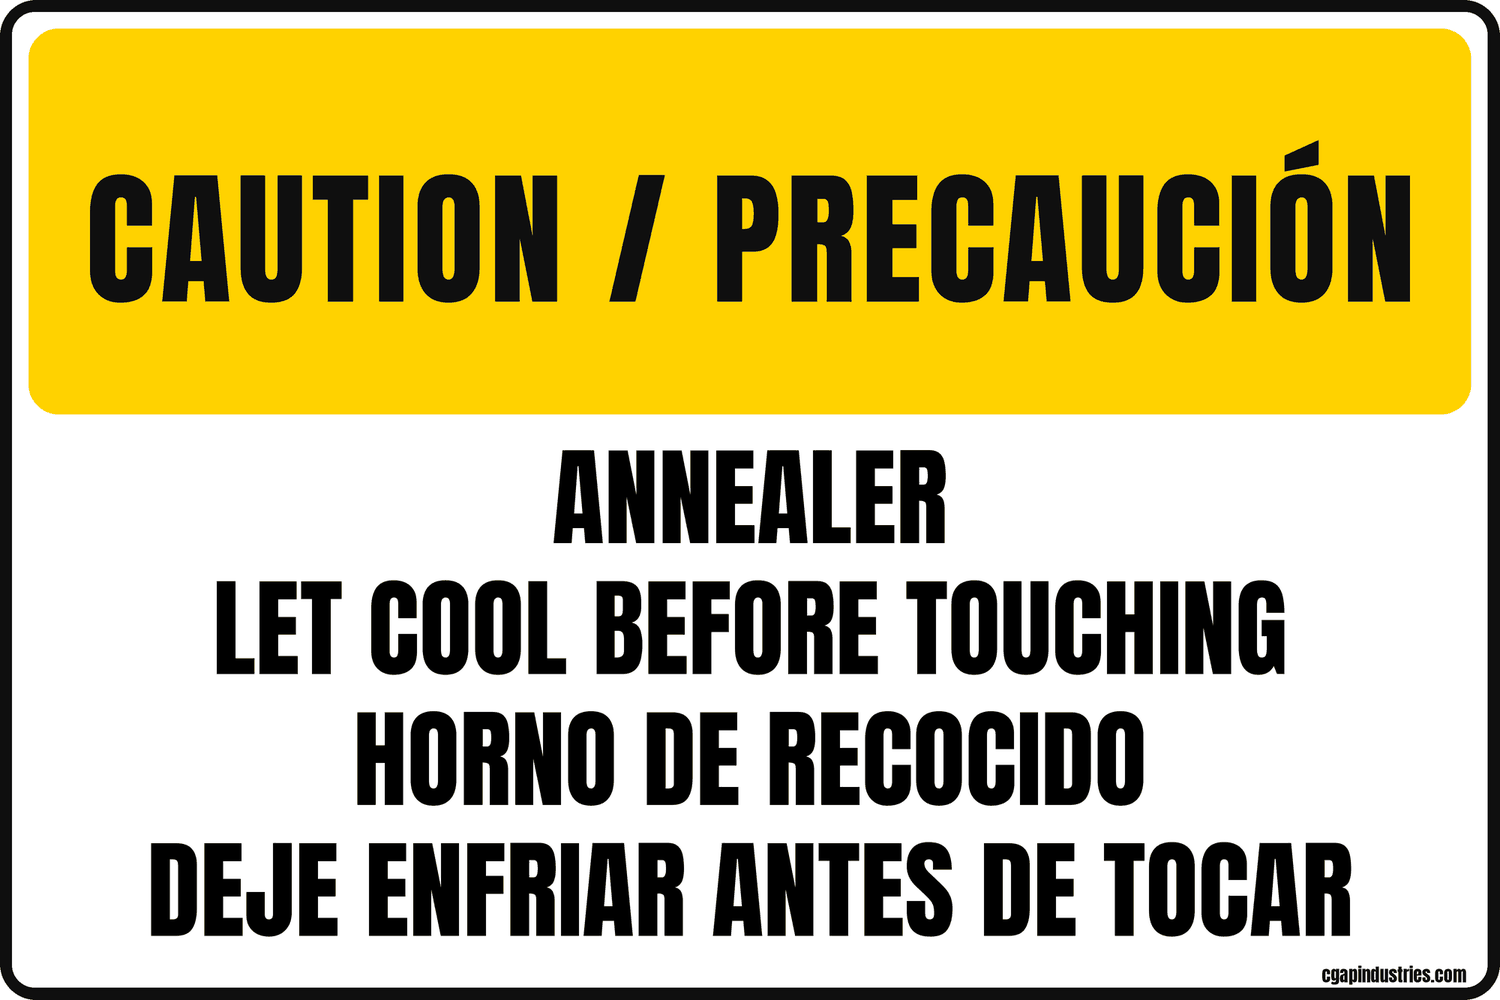 CAUTION / PRECAUCIÓN
ANNEALER
LET COOL BEFORE TOUCHING
HORNO DE RECOCIDO
DEJE ENFRIAR ANTES DE TOCAR
cgapindustries.com